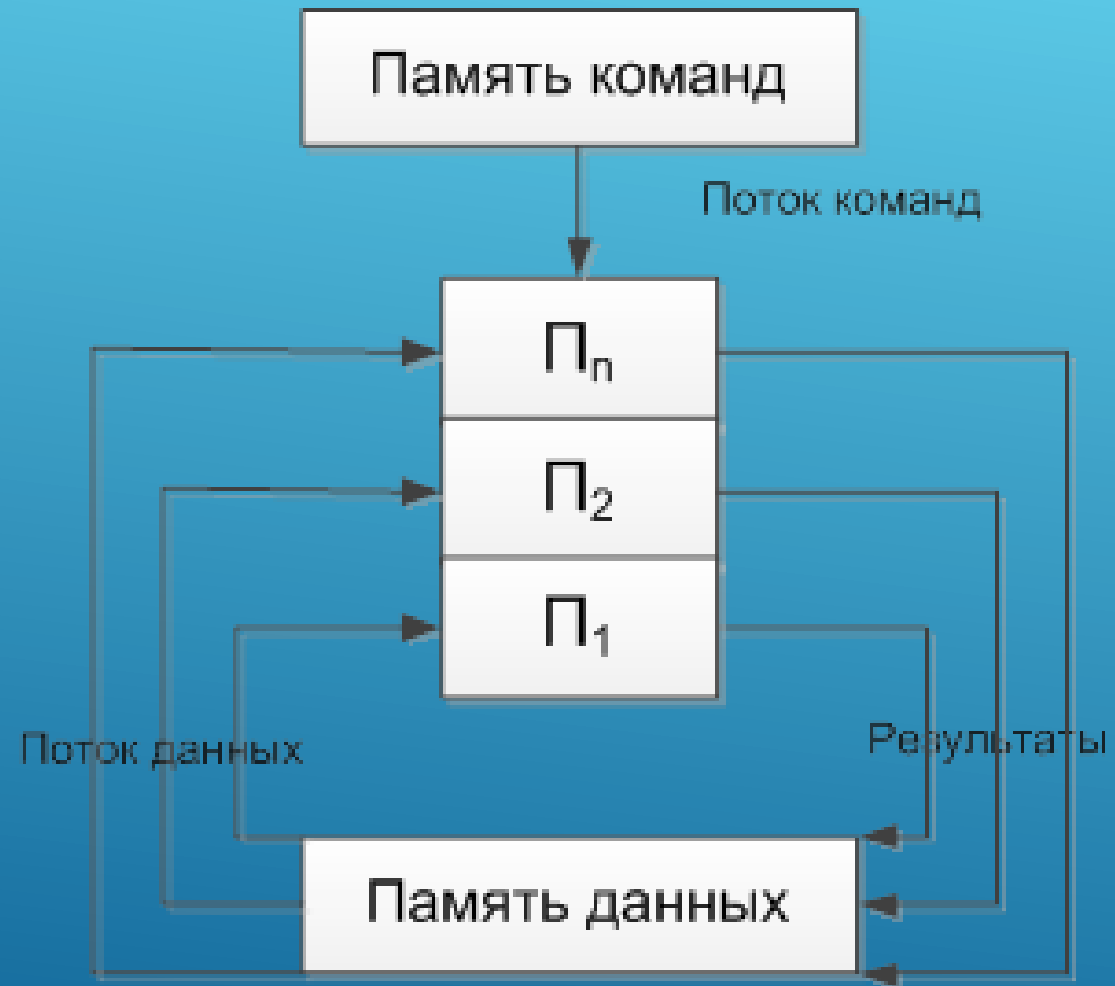 Память команд
Поток команд
Пn
П2
П1
Поток данных
Результаты
Память данных